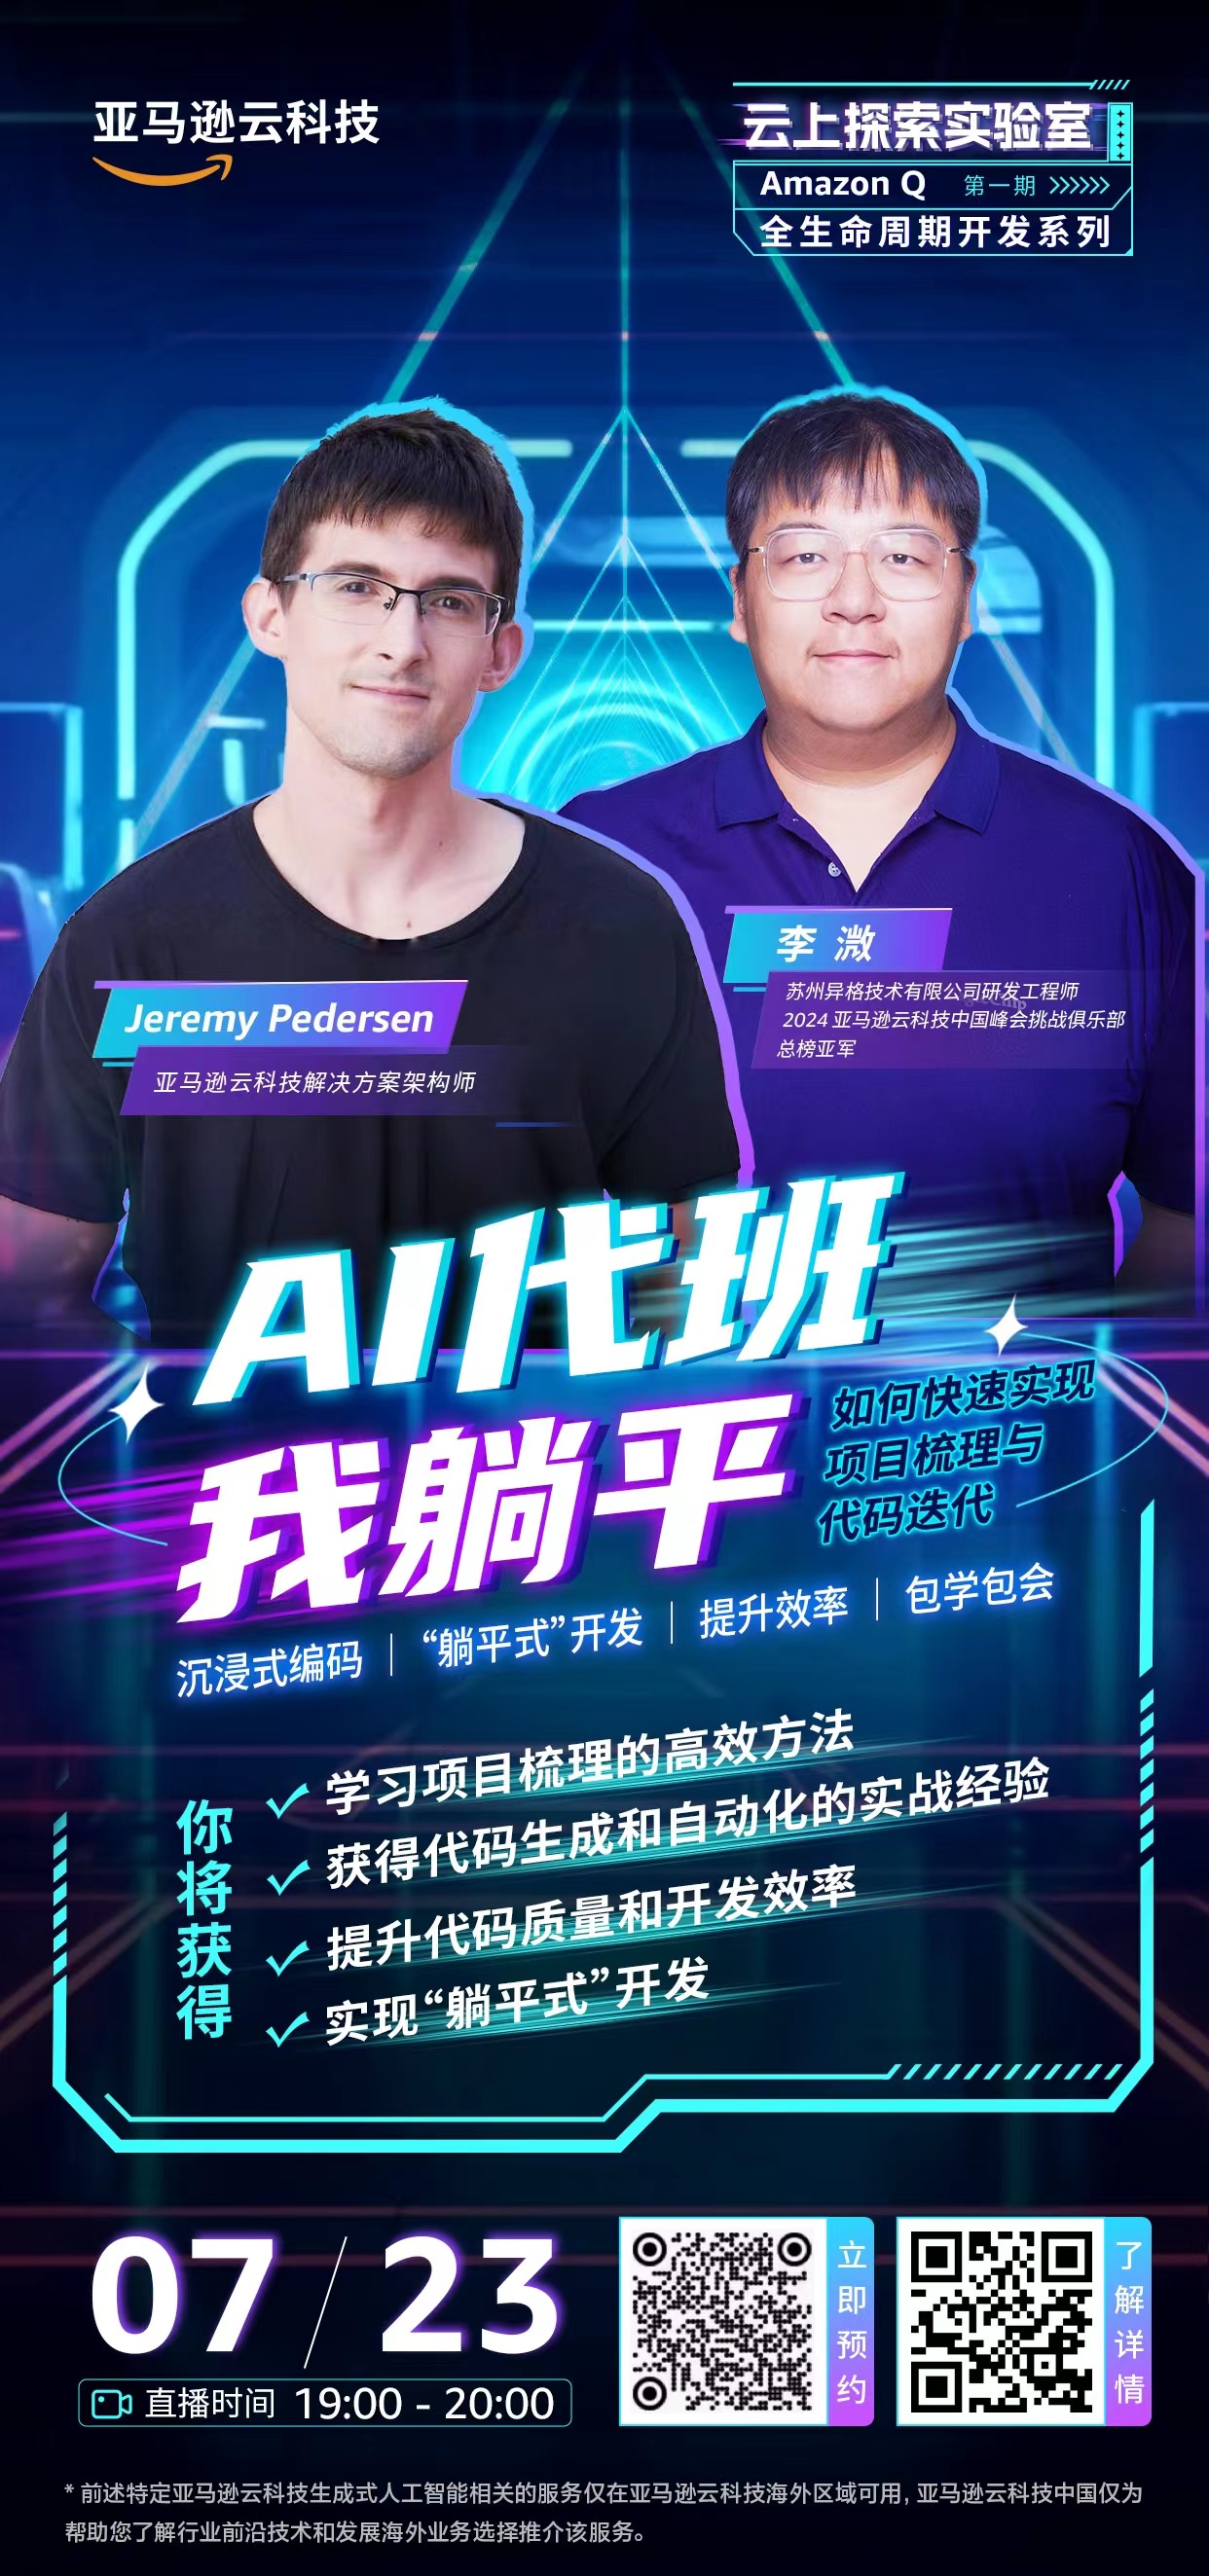 亚马逊云科技
云上探索实验室
Amazon Q 第一期
全生命周期开发系列
李 溦
苏州异格技术有限公司研发工程师
2024 亚马逊云科技中国峰会挑战俱乐部
总榜亚军
Jeremy Pedersen
亚马逊云科技解决方案架构师
AI代班
我躺平
如何快速实现
项目梳理与
代码迭代
沉浸式编码 | “躺平式”开发 | 提升效率 | 包学包会
你将获得
学习项目梳理的高效方法
获得代码生成和自动化的实战经验
提升代码质量和开发效率
实现“躺平式”开发
07/23
直播时间 19:00 - 20:00
立即预约
了解详情
* 前述特定亚马逊云科技生成式人工智能相关的服务仅在亚马逊云科技海外区域可用, 亚马逊云科技中国仅为
帮助您了解行业前沿技术和发展海外业务选择推介该服务。